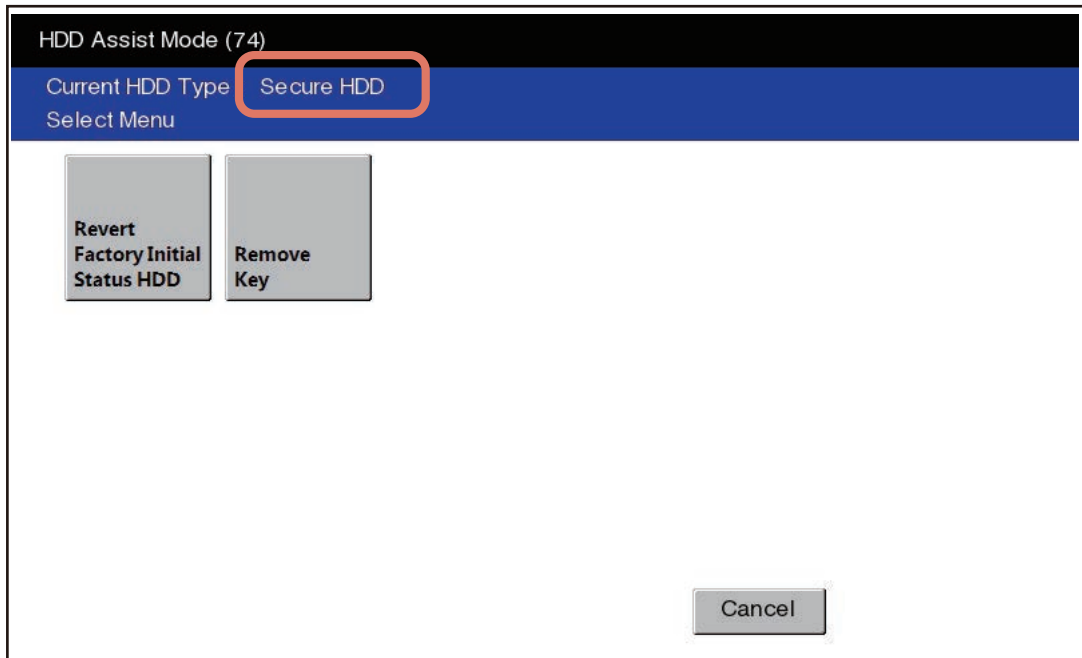 HDD Assist Mode (74)
Current HDD Type Secure HDD
Select Menu
Revert
Factory Initial
Status HDD
Remove
Key
Cancel